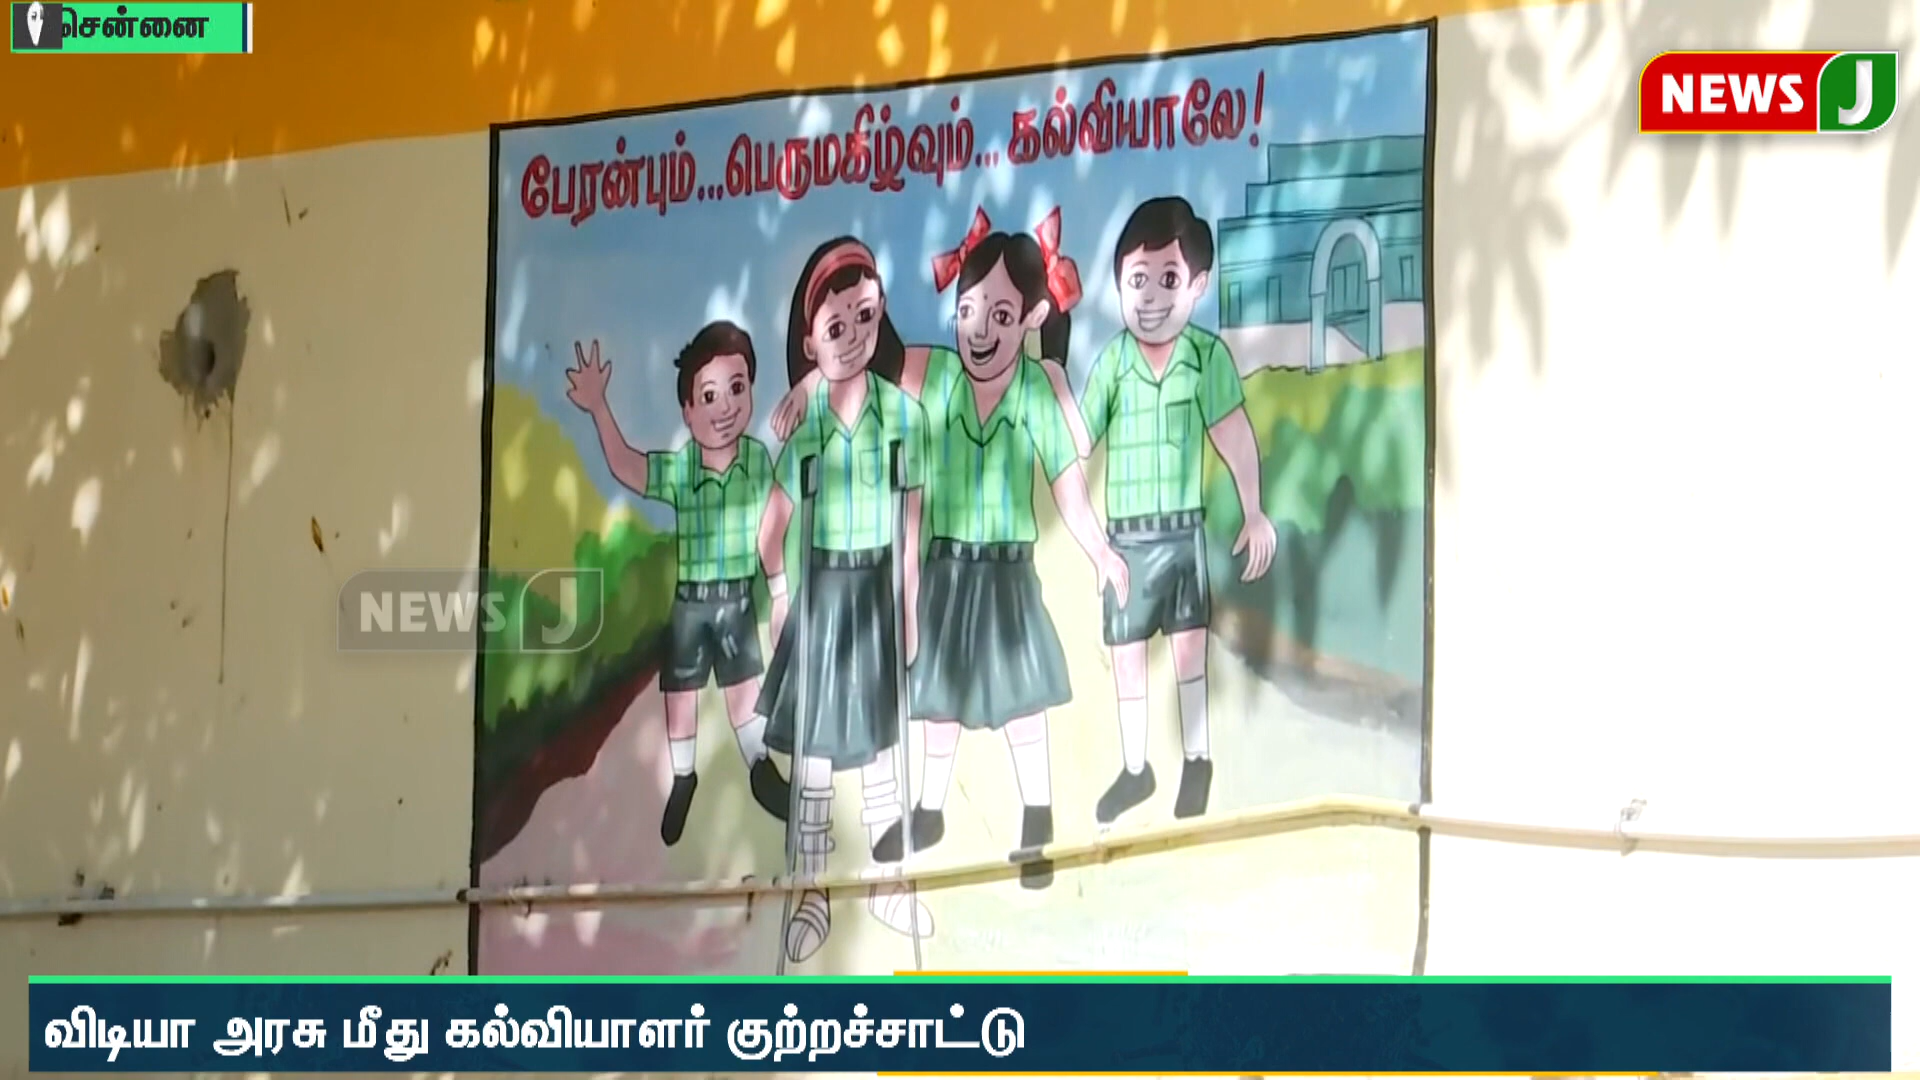 சென்னை
NEWS J
பேரன்பும்...பெருமகிழ்வும்... கல்வியாலே!
NEWS J
விடியா அரசு மீது கல்வியாளர் குற்றச்சாட்டு